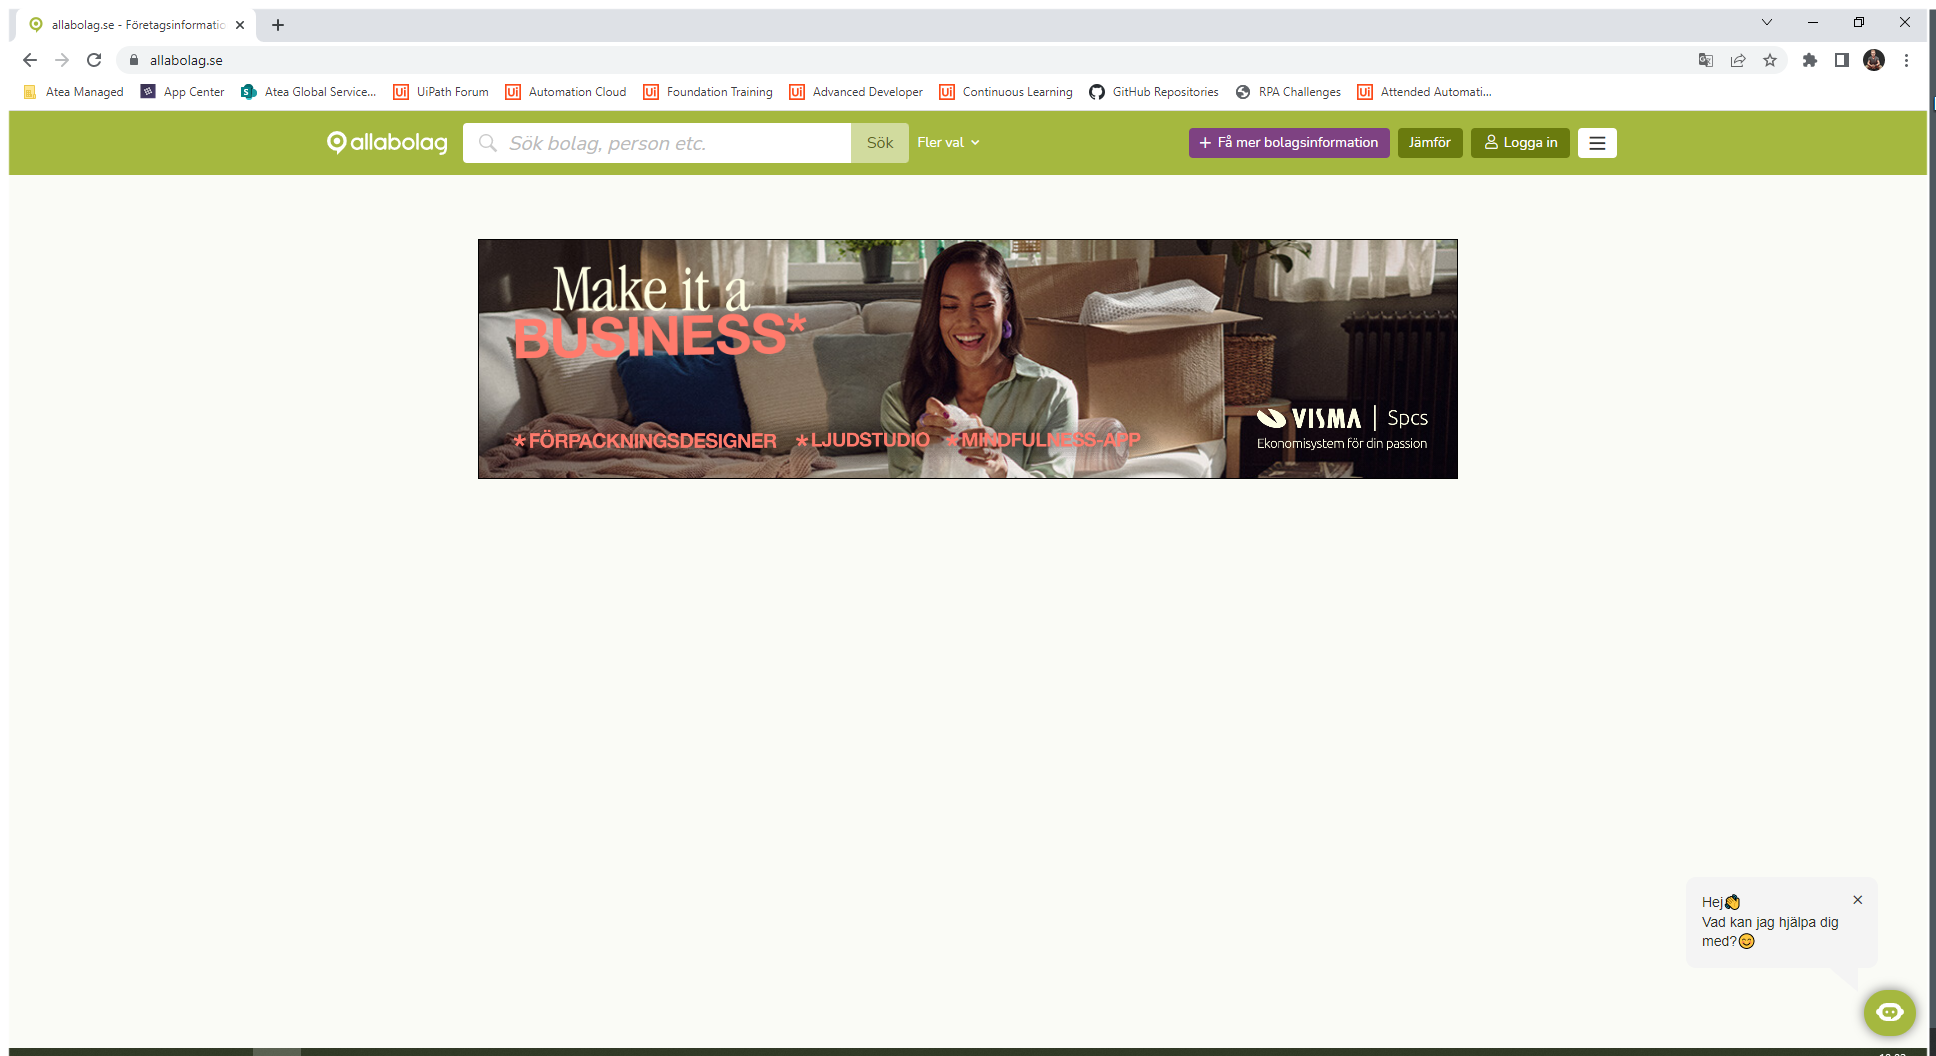 allabolag.se - Företagsinformatio
allabolag.se
Atea Managed
App Center
Atea Global Service...
UiPath Forum
Automation Cloud
Foundation Training
Advanced Developer
Continuous Learning
GitHub Repositories
RPA Challenges
Attended Automati...
allabolag
Sök bolag, person etc.
Sök
Fler val
+ Få mer bolagsinformation
Jämför
Logga in
Make it a
BUSINESS*
*FÖRPACKNINGSDESIGNER *LJUDSTUDIO *MINDFULNESS-APP
VISMA | Spcs
Ekonomisystem för din passion
Hej👏
Vad kan jag hjälpa dig
med?😊